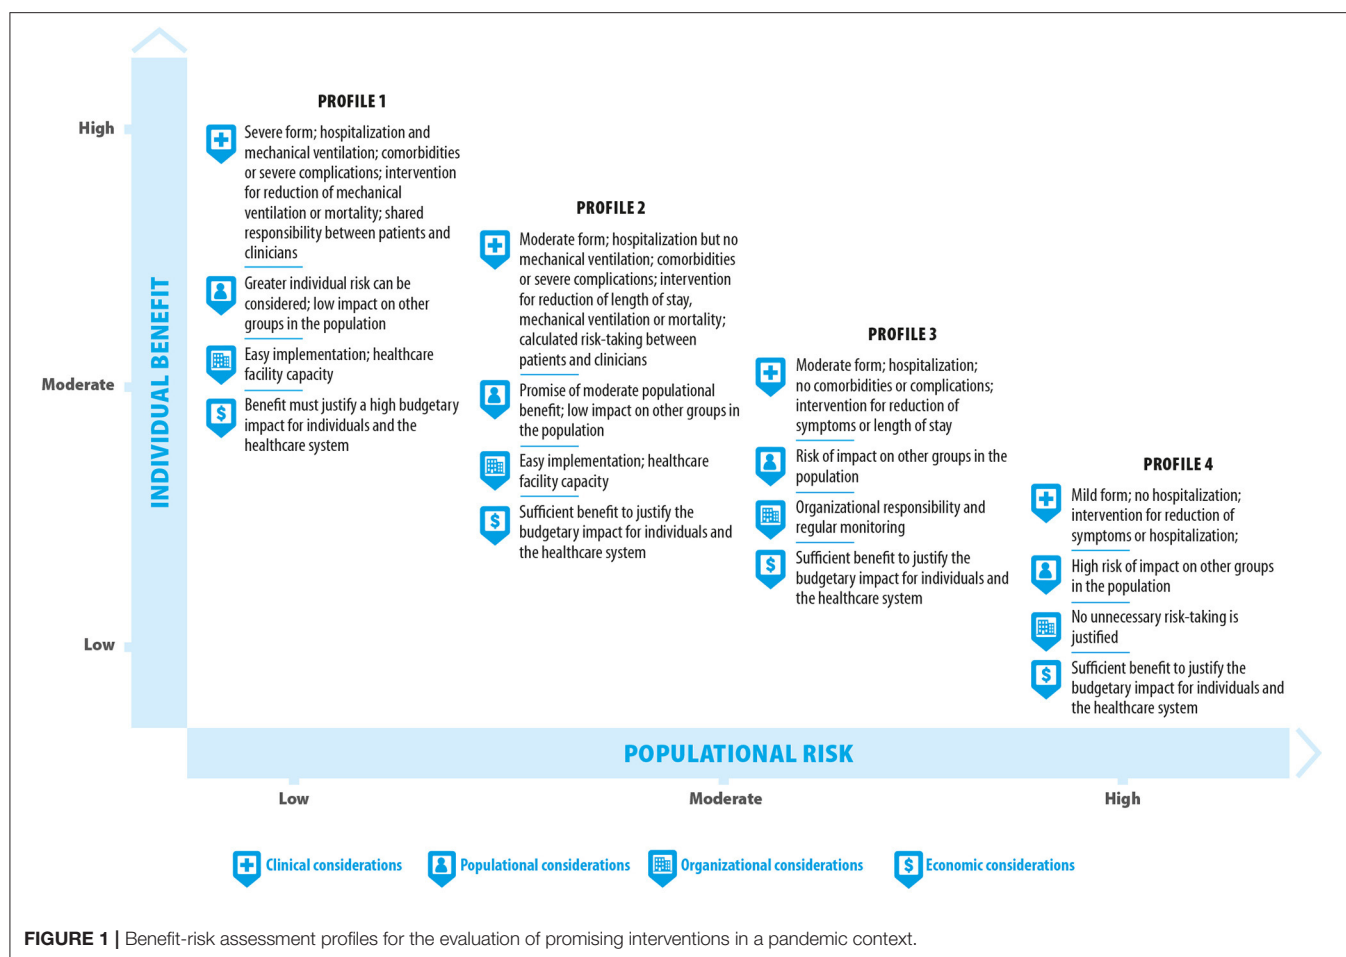 INDIVIDUAL BENEFIT
High
Moderate
Low
PROFILE 1
Severe form; hospitalization and
mechanical ventilation; comorbidities
or severe complications; intervention
for reduction of mechanical
ventilation or mortality; shared
responsibility between patients and
clinicians
Greater individual risk can be
considered; low impact on other
groups in the population
Easy implementation; healthcare
facility capacity
$
Benefit must justify a high budgetary
impact for individuals and the
healthcare system
PROFILE 2
Moderate form; hospitalization but no
mechanical ventilation; comorbidities
or severe complications; intervention
for reduction of length of stay,
mechanical ventilation or mortality;
calculated risk-taking between
patients and clinicians
Promise of moderate populational
benefit; low impact on other groups in
the population
Easy implementation; healthcare
facility capacity
$
Sufficient benefit to justify the
budgetary impact for individuals and
the healthcare system
PROFILE 3
Moderate form; hospitalization;
no comorbidities or complications;
intervention for reduction of
symptoms or length of stay
Risk of impact on other groups in the
population
Organizational responsibility and
regular monitoring
$
Sufficient benefit to justify the
budgetary impact for individuals and
the healthcare system
PROFILE 4
Mild form; no hospitalization;
intervention for reduction of
symptoms or hospitalization;
High risk of impact on other groups
in the population
No unnecessary risk-taking is
justified
$
Sufficient benefit to justify the
budgetary impact for individuals and
the healthcare system
POPULATIONAL RISK
Low
Moderate
High
Clinical considerations
Populational considerations
Organizational considerations
$ Economic considerations
FIGURE 1 | Benefit-risk assessment profiles for the evaluation of promising interventions in a pandemic context.